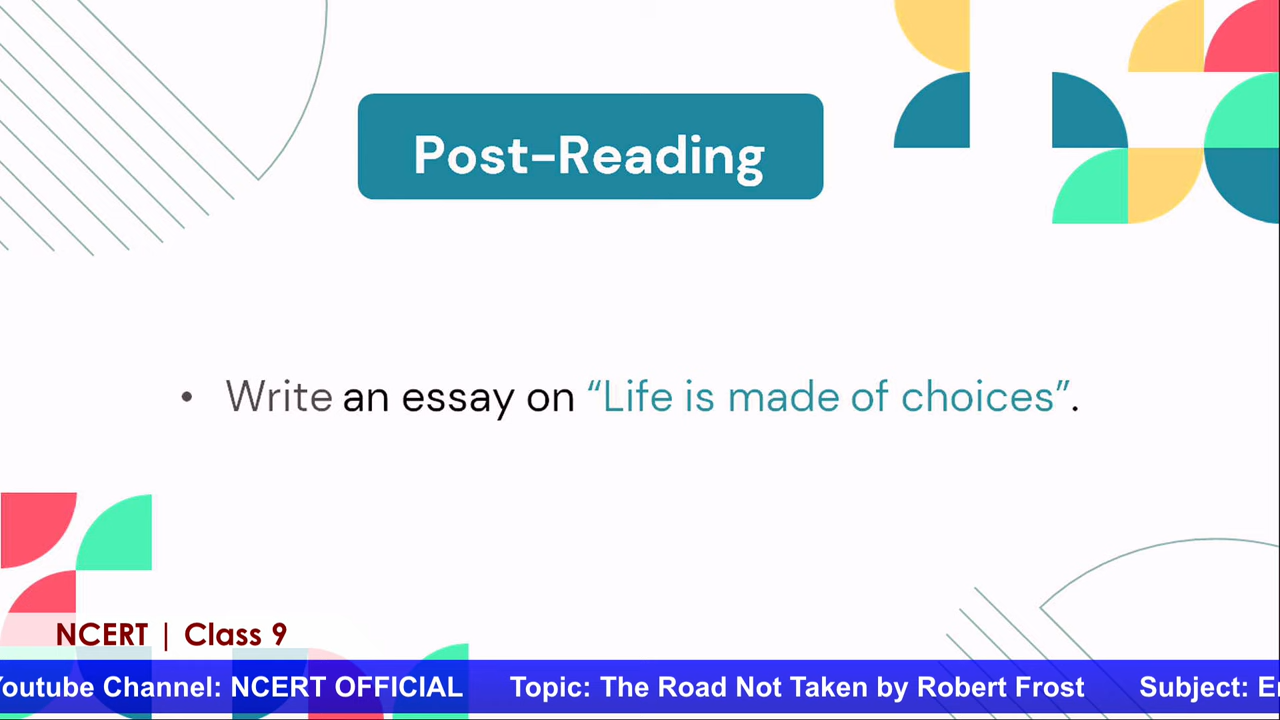 Post-Reading
• Write an essay on “Life is made of choices”.
NCERT | Class 9
Youtube Channel: NCERT OFFICIAL Topic: The Road Not Taken by Robert Frost Subject: